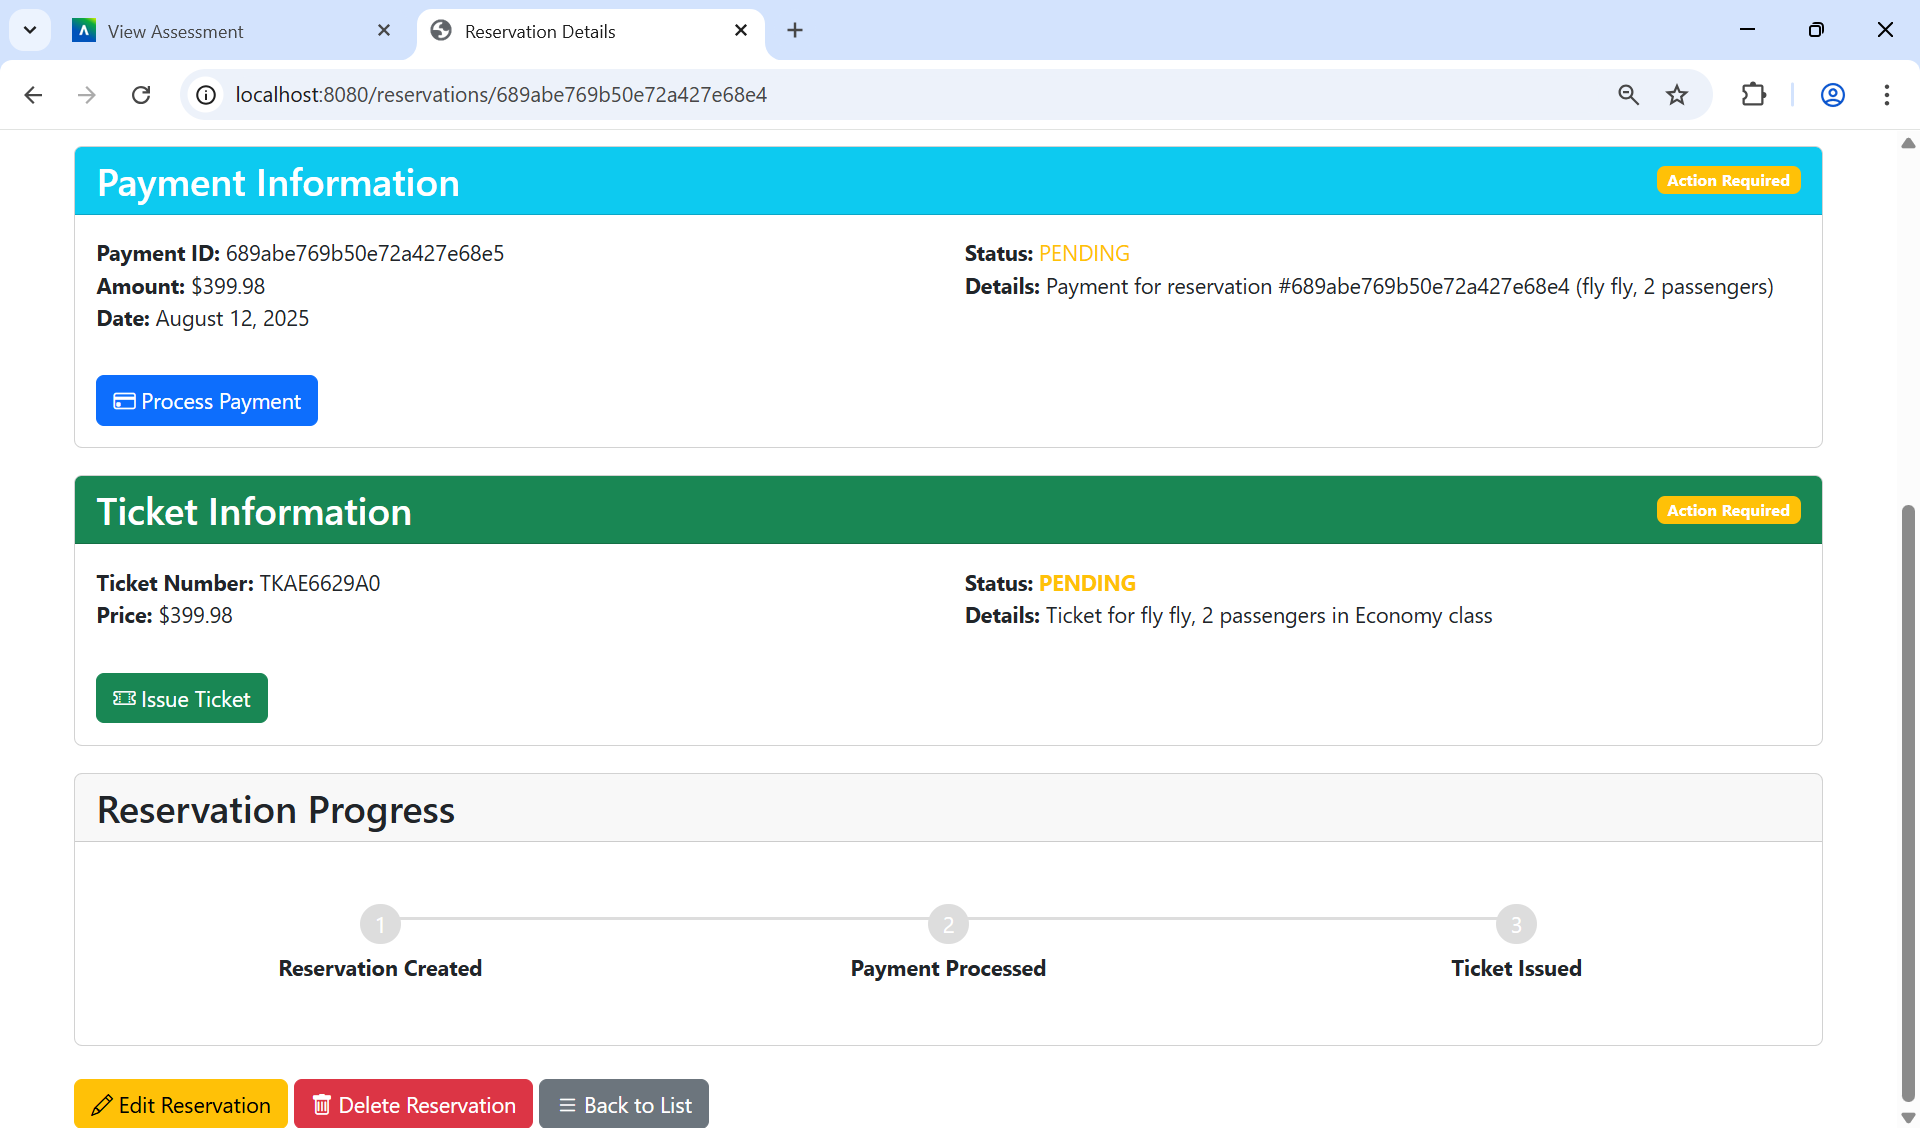 View Assessment
Reservation Details
localhost:8080/reservations/689abe769b50e72a427e68e4
Payment Information
Action Required
Payment ID: 689abe769b50e72a427e68e5
Amount: $399.98
Date: August 12, 2025
Status: PENDING
Details: Payment for reservation #689abe769b50e72a427e68e4 (fly fly, 2 passengers)
Process Payment
Ticket Information
Action Required
Ticket Number: TKAE6629A0
Price: $399.98
Status: PENDING
Details: Ticket for fly fly, 2 passengers in Economy class
Issue Ticket
Reservation Progress
1
2
3
Reservation Created
Payment Processed
Ticket Issued
Edit Reservation
Delete Reservation
Back to List